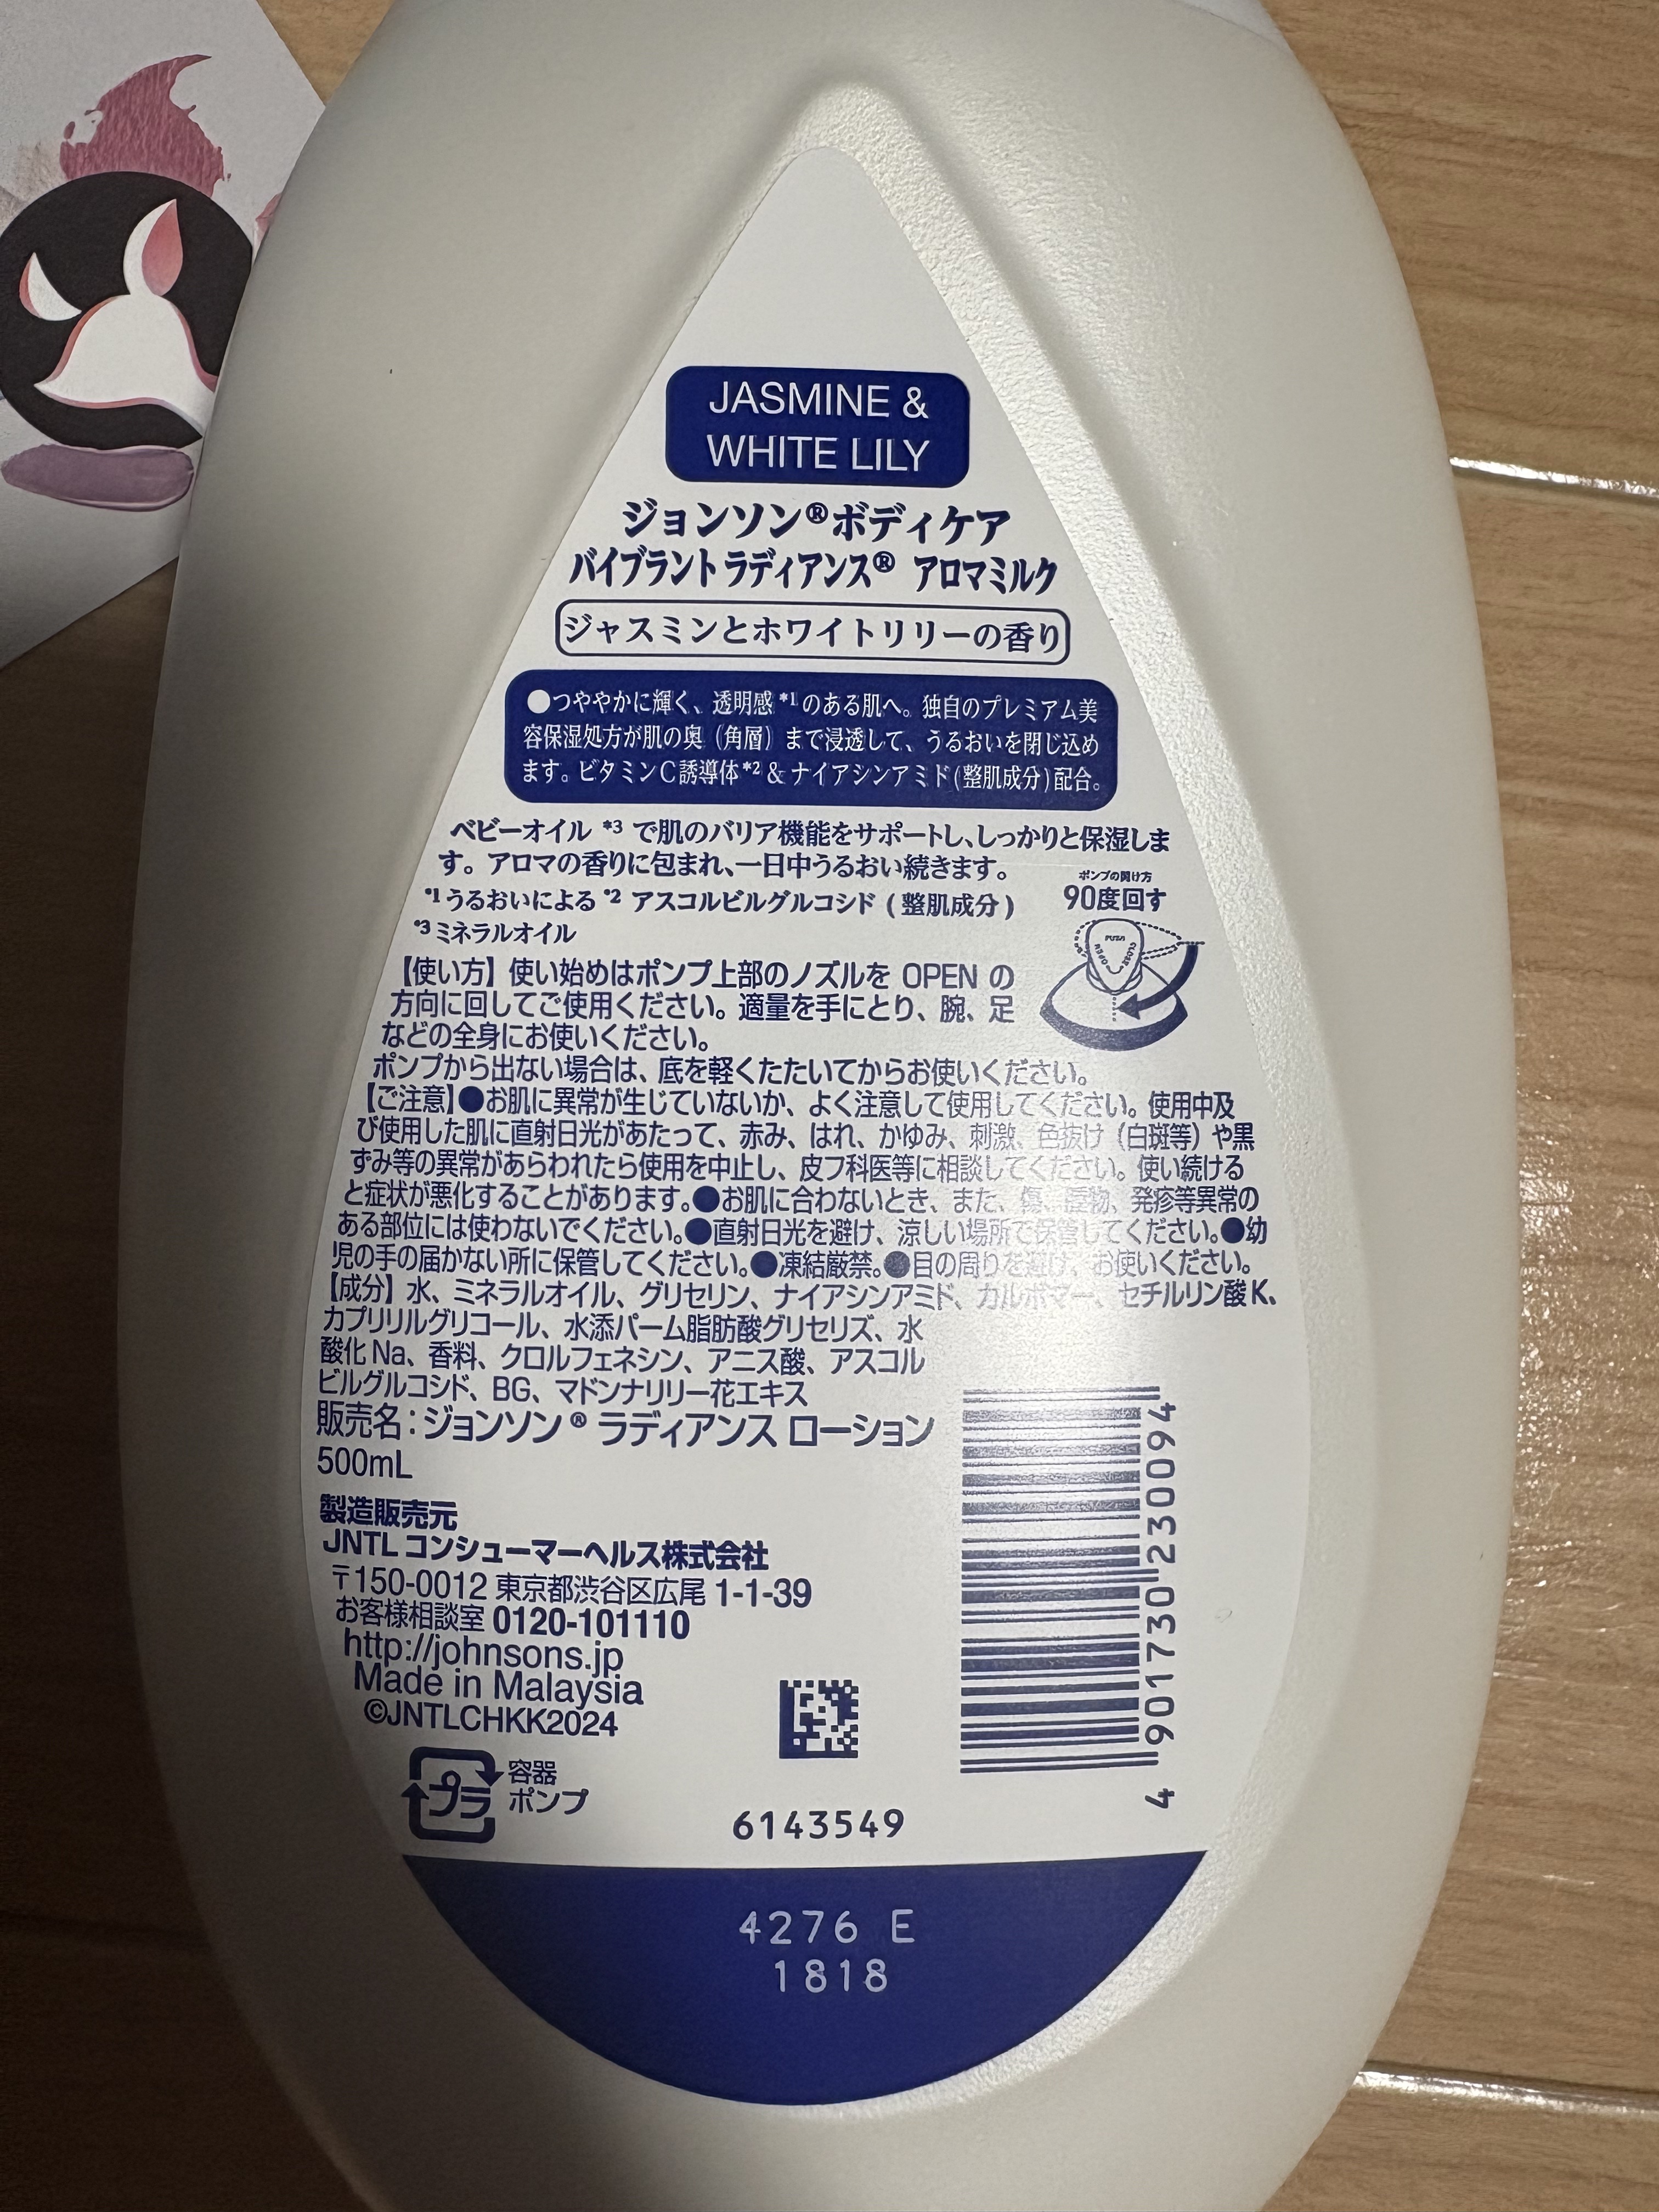 JASMINE &
WHITE LILY
ジョンソン®ボディケア
バイブラントラディアンス® アロマミルク
ジャスミンとホワイトリリーの香り
●つややかに輝く、透明感*1のある肌へ。独自のプレミアム美
容保湿処方が肌の奥（角層）まで浸透して、うるおいを閉じ込め
ます。ビタミンC誘導体*2&ナイアシンアミド(整肌成分)配合。
ベビーオイル*3で肌のバリア機能をサポートし、しっかりと保湿しま
す。アロマの香りに包まれ、一日中うるおい続きます。
*1うるおいによる *2 アスコルビルグルコシド(整肌成分)
*3ミネラルオイル
ポンプの開け方
90度回す
PUSH
OPEN
CLOSE
【使い方】使い始めはポンプ上部のノズルを OPEN の
方向に回してご使用ください。適量を手にとり、腕、足
などの全身にお使いください。
ポンプから出ない場合は、底を軽くたたいてからお使いください。
【ご注意】●お肌に異常が生じていないか、よく注意して使用してください。使用中及
び使用した肌に直射日光があたって、赤み、はれ、かゆみ、刺激、色抜け（白斑等）や黒
ずみ等の異常があらわれたら使用を中止し、皮フ科医等に相談してください。使い続ける
と症状が悪化することがあります。●お肌に合わないとき、また、傷、湿疹、発疹等異常の
ある部位には使わないでください。●直射日光を避け、涼しい場所で保管してください。●幼
児の手の届かない所に保管してください。●凍結厳禁。●目の周りを避け、お使いください。
【成分】水、ミネラルオイル、グリセリン、ナイアシンアミド、カルボマー、セチルリン酸K、
カプリリルグリコール、水添パーム脂肪酸グリセリズ、水
酸化Na、香料、クロルフェネシン、アニス酸、アスコル
ビルグルコシド、BG、マドンナリリー花エキス
販売名：ジョンソン® ラディアンス ローション
500mL
製造販売元
JNTL コンシューマーヘルス株式会社
〒150-0012 東京都渋谷区広尾 1-1-39
お客様相談室 0120-101110
http://johnsons.jp
Made in Malaysia
©JNTLCHKK2024
プラ
容器
ポンプ
4 901730 230094
6143549
4276 E
1818